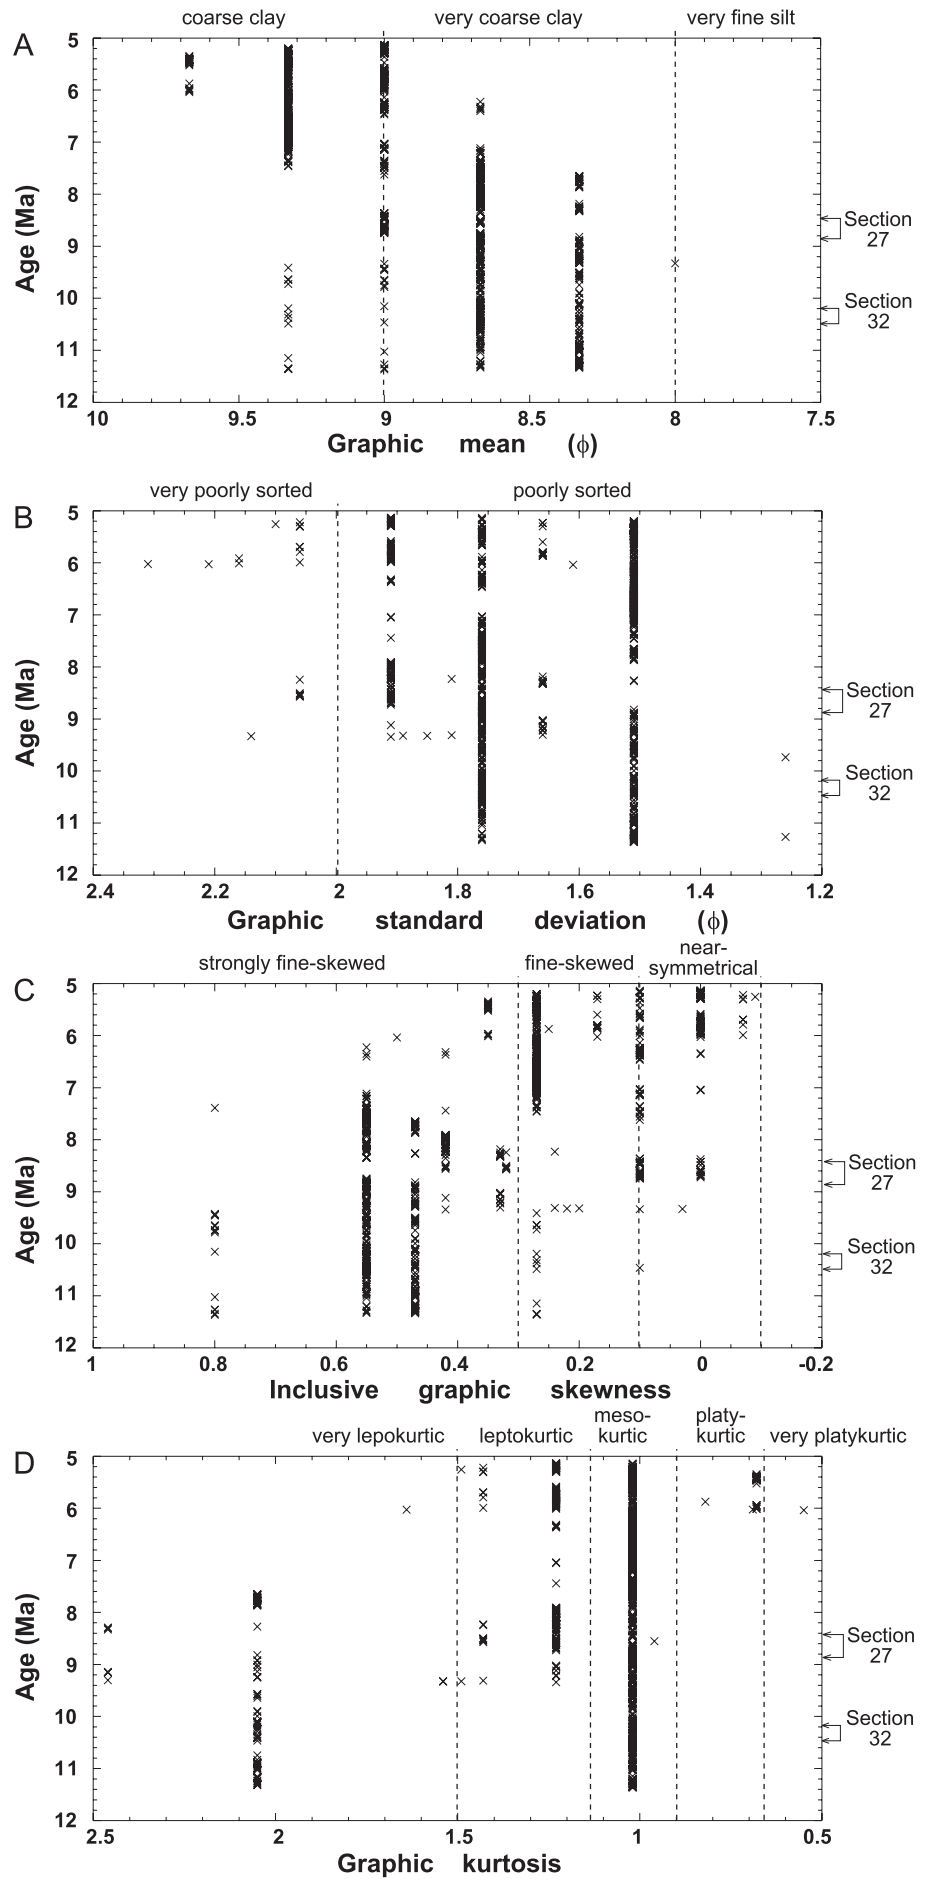 coarse clay very coarse clay very fine silt
A
5
6
7
8
9
10
11
12
Age (Ma)
Section
27
Section
32
10 9.5 9 8.5 8 7.5
Graphic mean (ϕ)
very poorly sorted poorly sorted
B
5
6
7
8
9
10
11
12
Age (Ma)
Section
27
Section
32
2.4 2.2 2 1.8 1.6 1.4 1.2
Graphic standard deviation (ϕ)
near-
strongly fine-skewed fine-skewed symmetrical
C
5
6
7
8
9
10
11
12
Age (Ma)
Section
27
Section
32
1 0.8 0.6 0.4 0.2 0 -0.2
Inclusive graphic skewness
meso- platy-
very lepokurtic leptokurtic kurtic kurtic very platykurtic
D
5
6
7
8
9
10
11
12
Age (Ma)
Section
27
Section
32
2.5 2 1.5 1 0.5
Graphic kurtosis